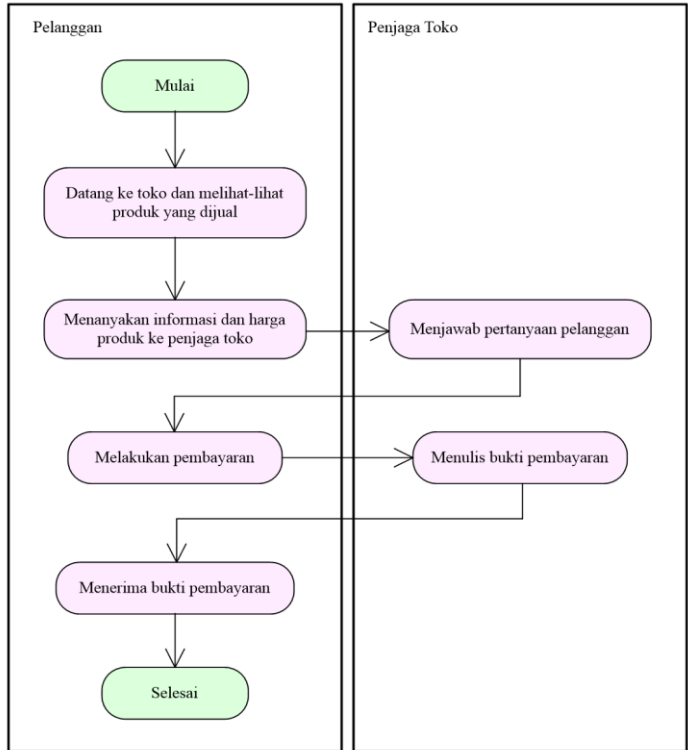 Pelanggan
Penjaga Toko
Mulai
Datang ke toko dan melihat-lihat
produk yang dijual
Menanyakan informasi dan harga
produk ke penjaga toko
Menjawab pertanyaan pelanggan
Melakukan pembayaran
Menulis bukti pembayaran
Menerima bukti pembayaran
Selesai